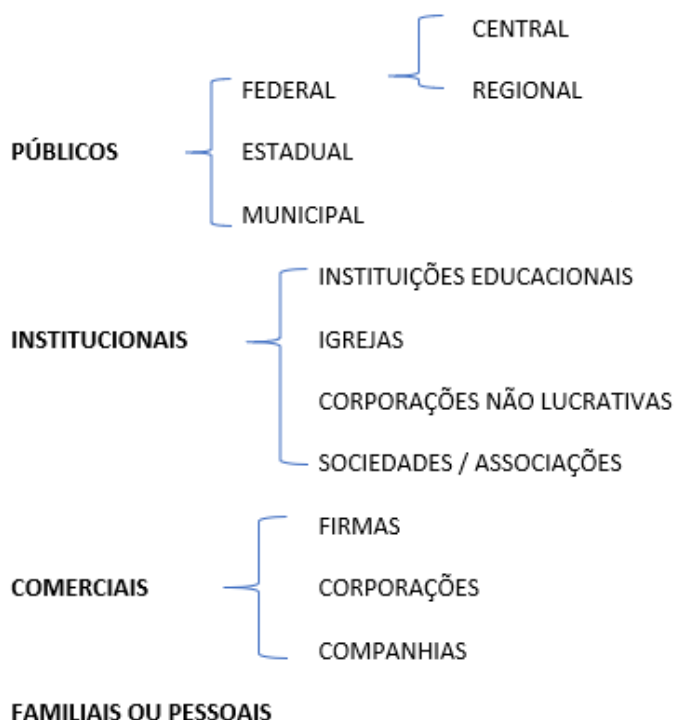 CENTRAL
FEDERAL
REGIONAL
PÚBLICOS
ESTADUAL
MUNICIPAL
INSTITUIÇÕES EDUCACIONAIS
INSTITUCIONAIS
IGREJAS
CORPORAÇÕES NÃO LUCRATIVAS
SOCIEDADES / ASSOCIAÇÕES
FIRMAS
COMERCIAIS
CORPORAÇÕES
COMPANHIAS
FAMILIAIS OU PESSOAIS